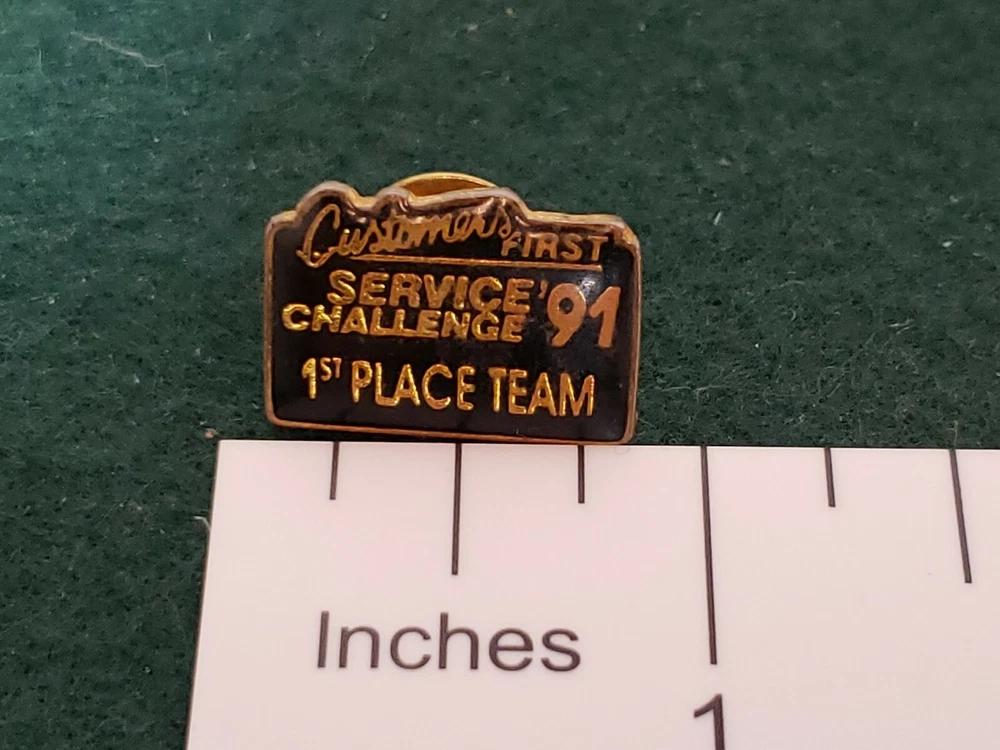 Customers FIRST
SERVICE '91
CHALLENGE
1ST PLACE TEAM
Inches
1